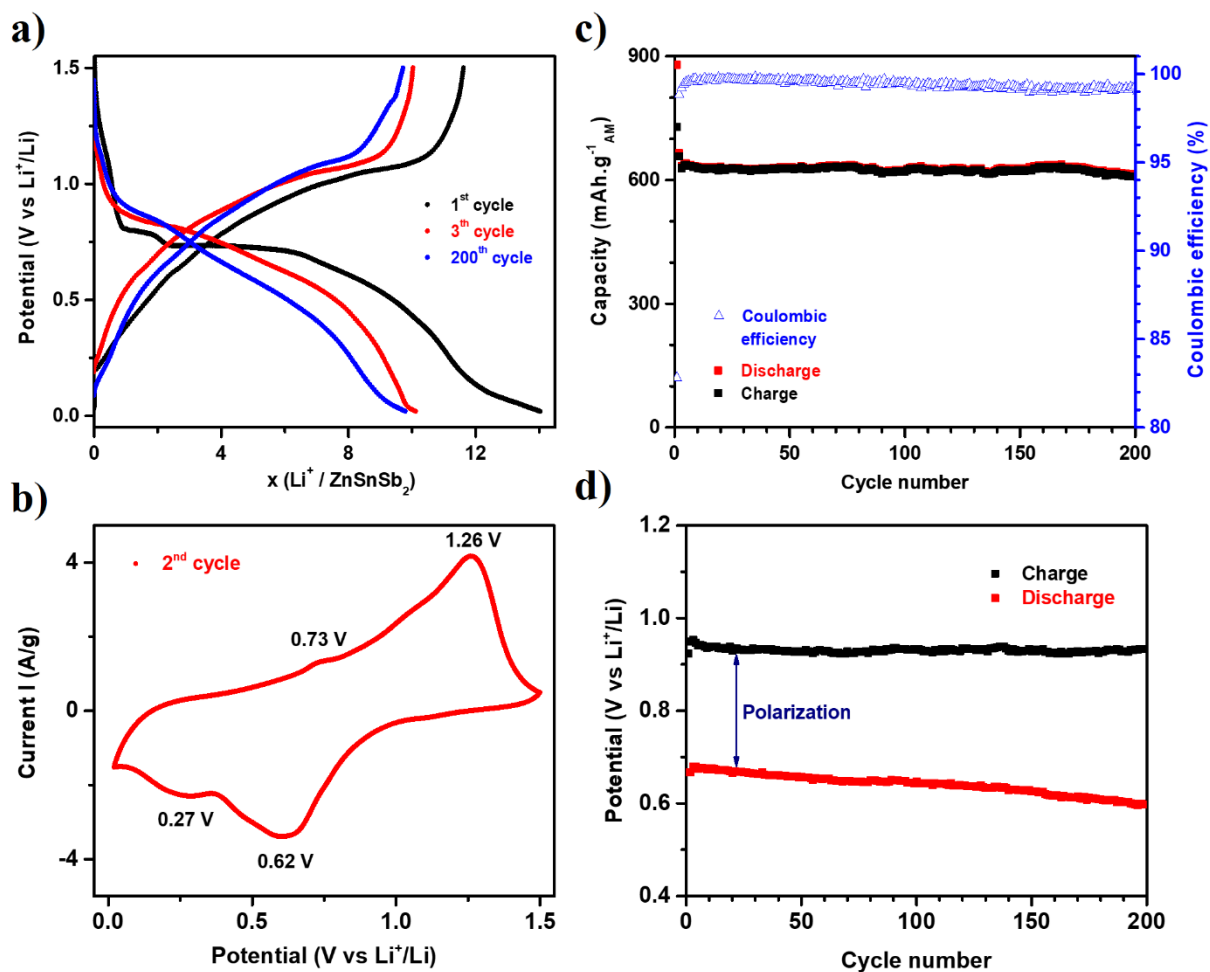 a)
1.5
1.0
0.5
0.0
Potential (V vs Li⁺/Li)
1ˢᵗ cycle
3ᵗʰ cycle
200ᵗʰ cycle
0 4 8 12
x (Li⁺ / ZnSnSb₂)
c)
900
600
300
0
Capacity (mAh.g⁻¹AM)
100
95
90
85
80
Coulombic efficiency (%)
Coulombic
efficiency
Discharge
Charge
0 50 100 150 200
Cycle number
b)
4
0
-4
Current I (A/g)
2ⁿᵈ cycle
1.26 V
0.73 V
0.27 V
0.62 V
0.0 0.5 1.0 1.5
Potential (V vs Li⁺/Li)
d)
1.2
1.0
0.8
0.6
0.4
Potential (V vs Li⁺/Li)
Charge
Discharge
Polarization
0 50 100 150 200
Cycle number